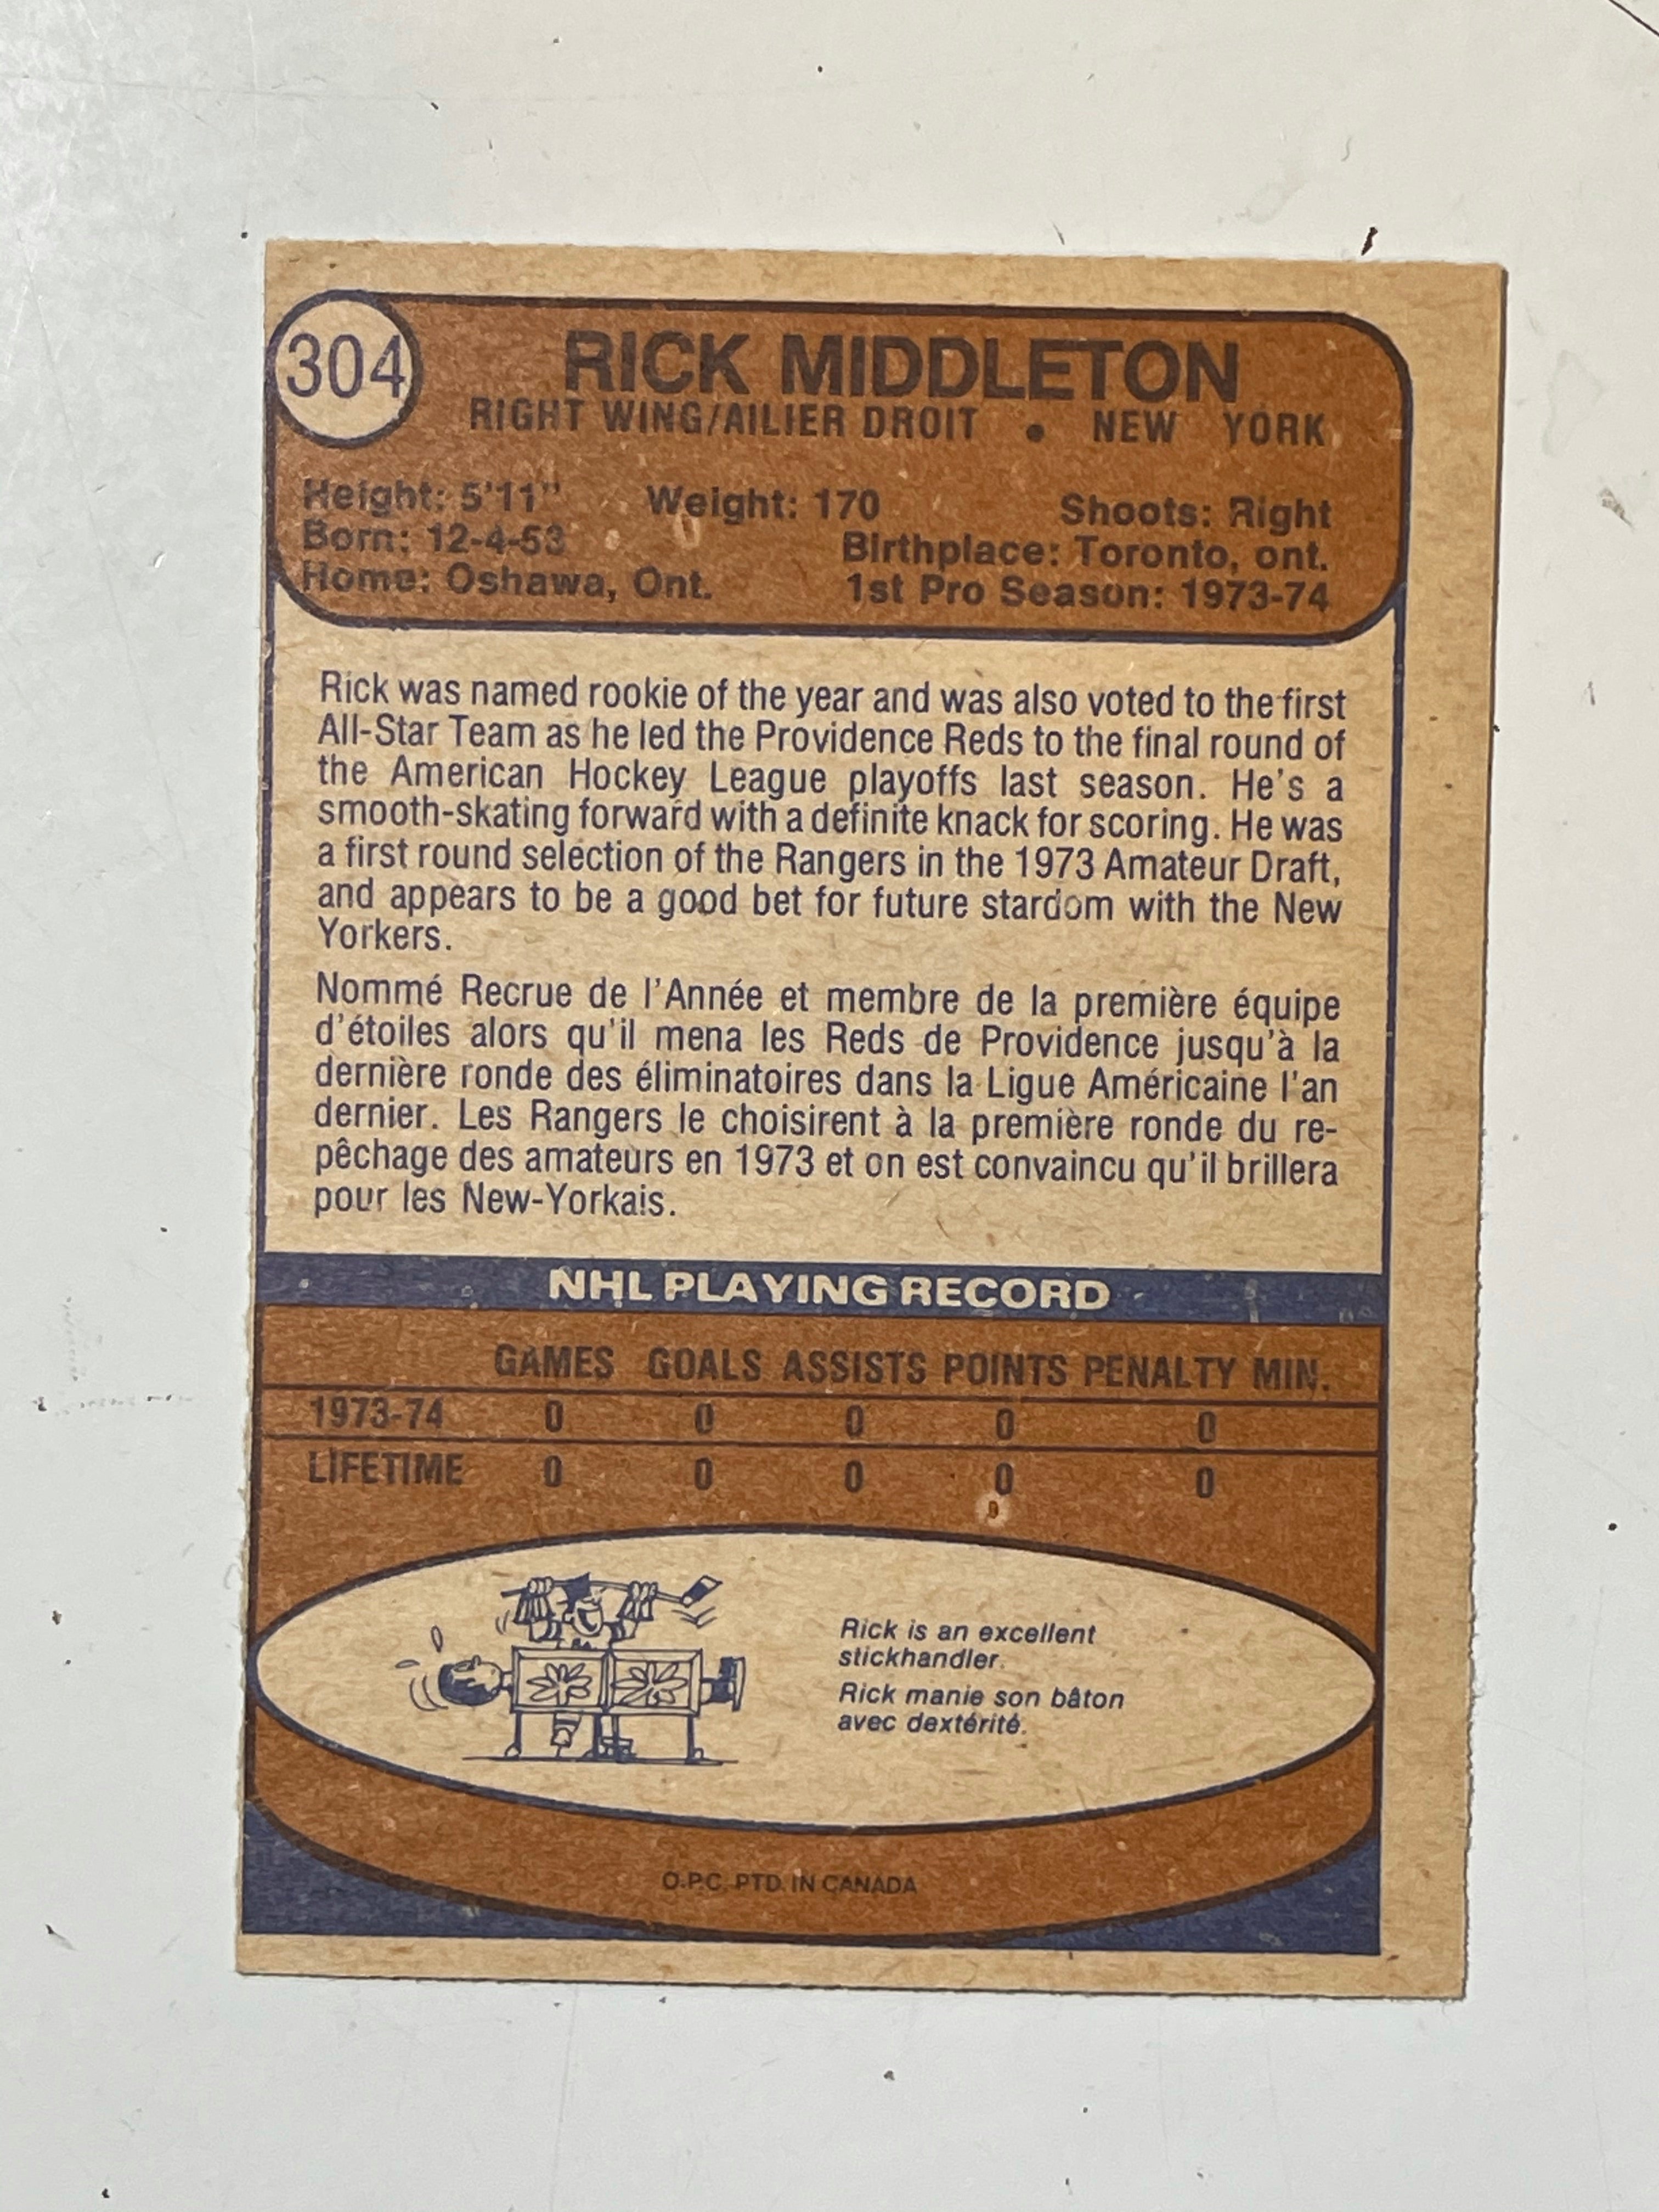 304
RICK MIDDLETON
RIGHT WING/AILIER DROIT • NEW YORK
Height: 5'11" Weight: 170 Shoots: Right
Born: 12-4-53 Birthplace: Toronto, ont.
Home: Oshawa, Ont. 1st Pro Season: 1973-74
Rick was named rookie of the year and was also voted to the first
All-Star Team as he led the Providence Reds to the final round of
the American Hockey League playoffs last season. He's a
smooth-skating forward with a definite knack for scoring. He was
a first round selection of the Rangers in the 1973 Amateur Draft,
and appears to be a good bet for future stardom with the New
Yorkers.
Nommé Recrue de l'Année et membre de la première équipe
d'étoiles alors qu'il mena les Reds de Providence jusqu'à la
dernière ronde des éliminatoires dans la Ligue Américaine l'an
dernier. Les Rangers le choisirent à la première ronde du re-
pêchage des amateurs en 1973 et on est convaincu qu'il brillera
pour les New-Yorkais.
NHL PLAYING RECORD
GAMES GOALS ASSISTS POINTS PENALTY MIN.
1973-74 0 0 0 0 0
LIFETIME 0 0 0 0 0
Rick is an excellent
stickhandler.
Rick manie son bâton
avec dextérité.
O.P.C. PTD. IN CANADA